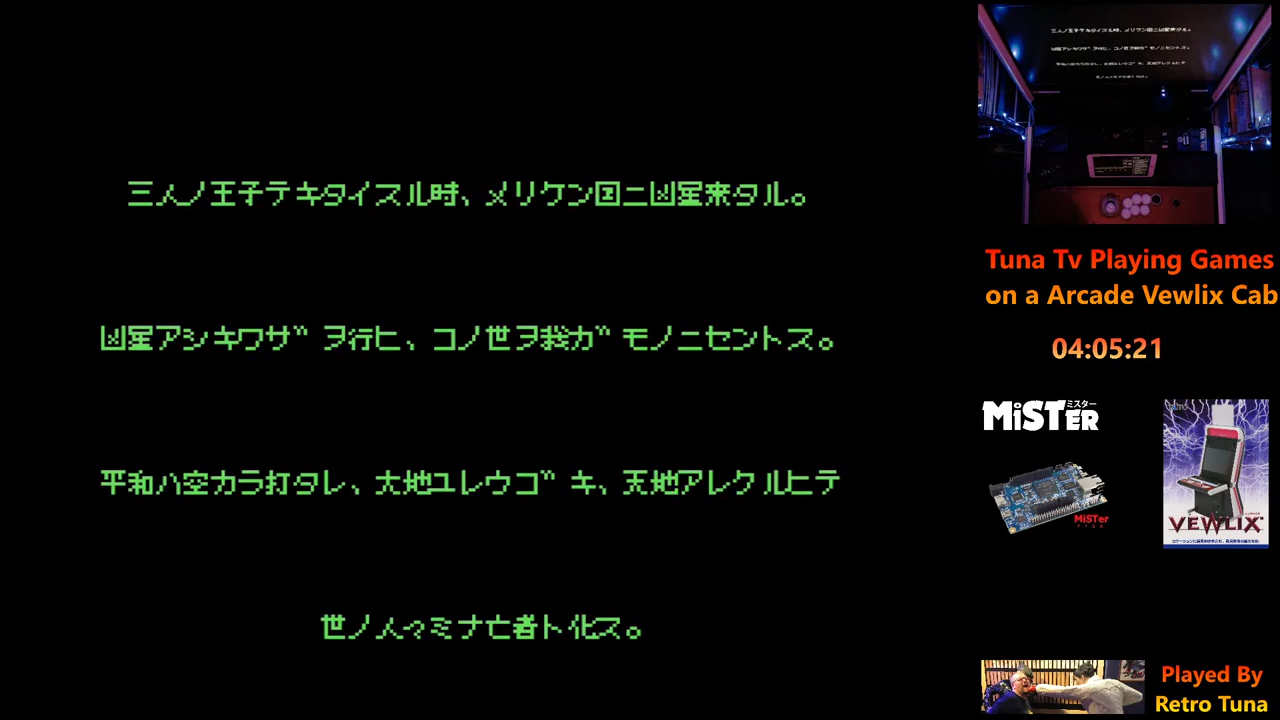 三人ノ王子テキタイスル時、メリケン国ニ凶星来タル。
凶星アシキワザヲ行ヒ、コノ世ヲ我ガモノニセントス。
平和ハ空カラ打タレ、大地ユレウゴキ、天地アレクルヒテ
世ノ人々ミナ亡者ト化ス。
Tuna Tv Playing Games
on a Arcade Vewlix Cab
04:05:21
MiSTER
ミスター
MiSTer
VEWLIX
Played By
Retro Tuna